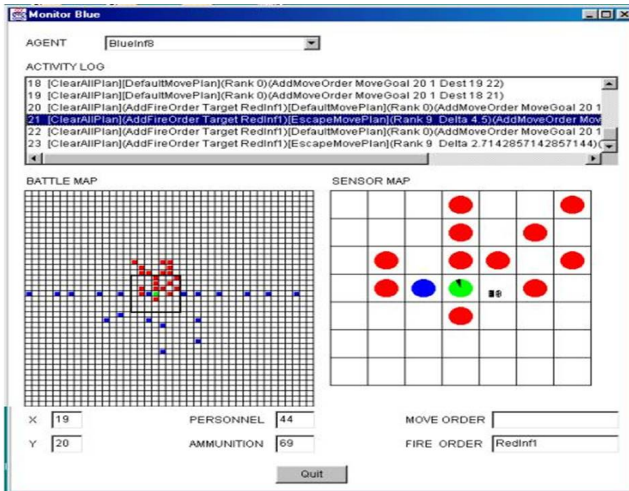 Monitor Blue
AGENT BlueInf8
ACTIVITY LOG
18 [ClearAllPlan][DefaultMovePlan](Rank 0)(AddMoveOrder MoveGoal 20 1 Dest 19 22)
19 [ClearAllPlan][DefaultMovePlan](Rank 0)(AddMoveOrder MoveGoal 20 1 Dest 18 21)
20 [ClearAllPlan](AddFireOrder Target RedInf1)[DefaultMovePlan](AddMoveOrder MoveGoal 20 1
21 [ClearAllPlan](AddFireOrder Target RedInf1)[EscapeMovePlan](Rank 9 Delta 4.5)(AddMoveOrder Mov
22 [ClearAllPlan](AddFireOrder Target RedInf1)[DefaultMovePlan](AddMoveOrder MoveGoal 20 1
23 [ClearAllPlan](AddFireOrder Target RedInf1)[EscapeMovePlan](Rank 9 Delta 2.7142857142857144)(
BATTLE MAP SENSOR MAP
X 19 PERSONNEL 44 MOVE ORDER
Y 20 AMMUNITION 69 FIRE ORDER RedInf1
Quit